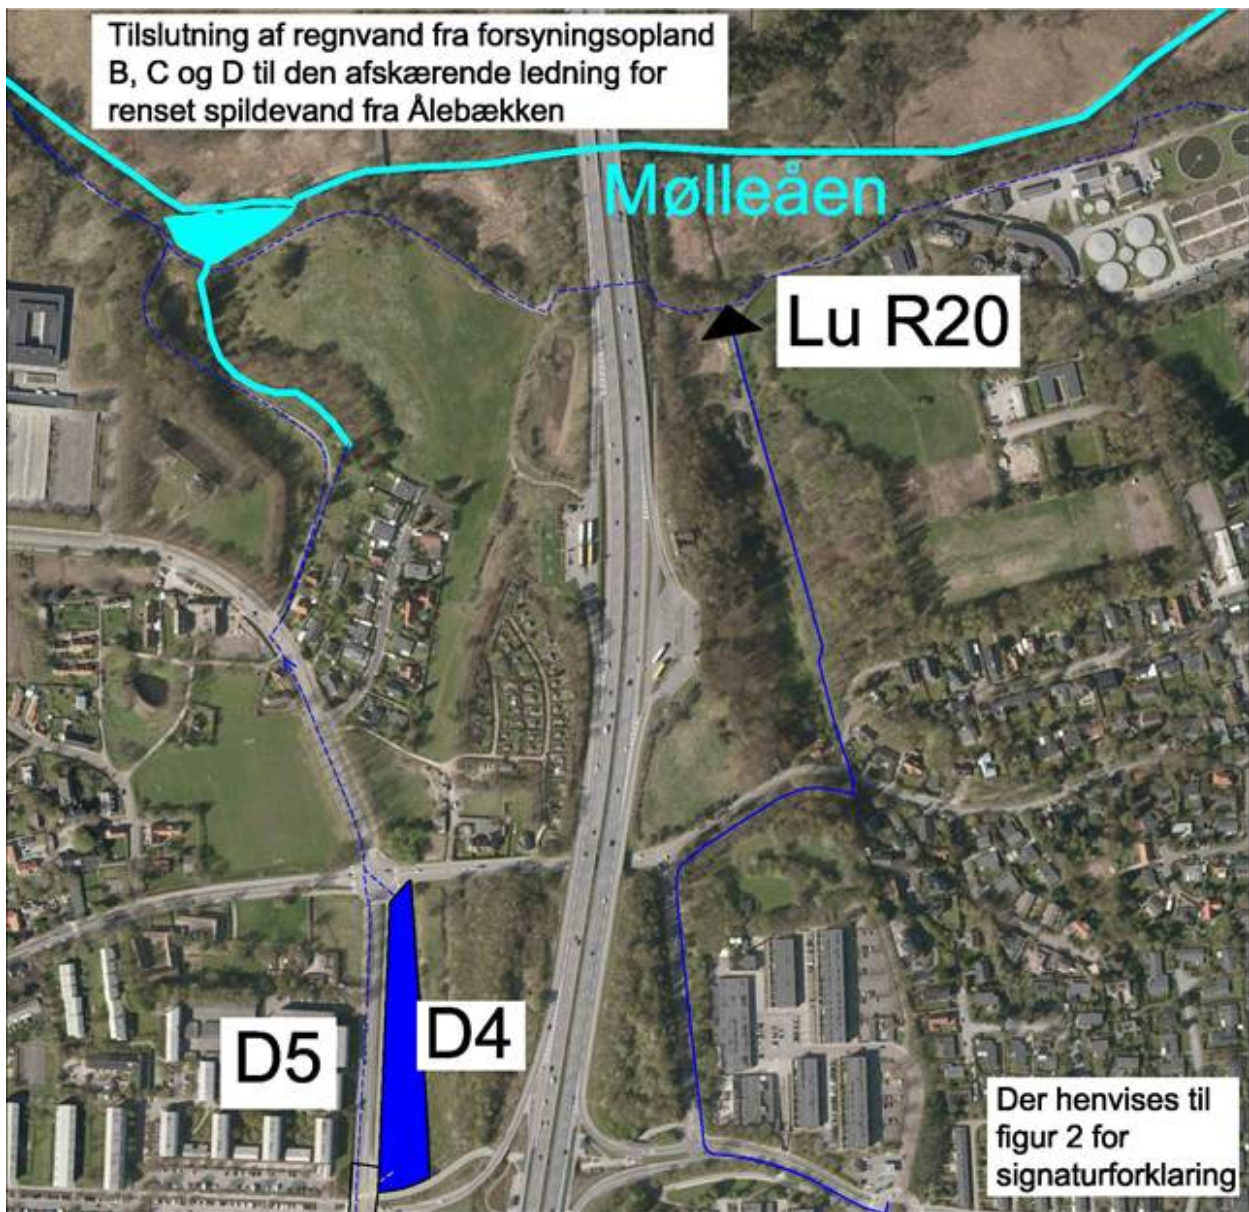 Tilslutning af regnvand fra forsyningsopland
B, C og D til den afskærende ledning for
renset spildevand fra Ålebækken
Mølleåen
Lu R20
D5
D4
Der henvises til
figur 2 for
signaturforklaring